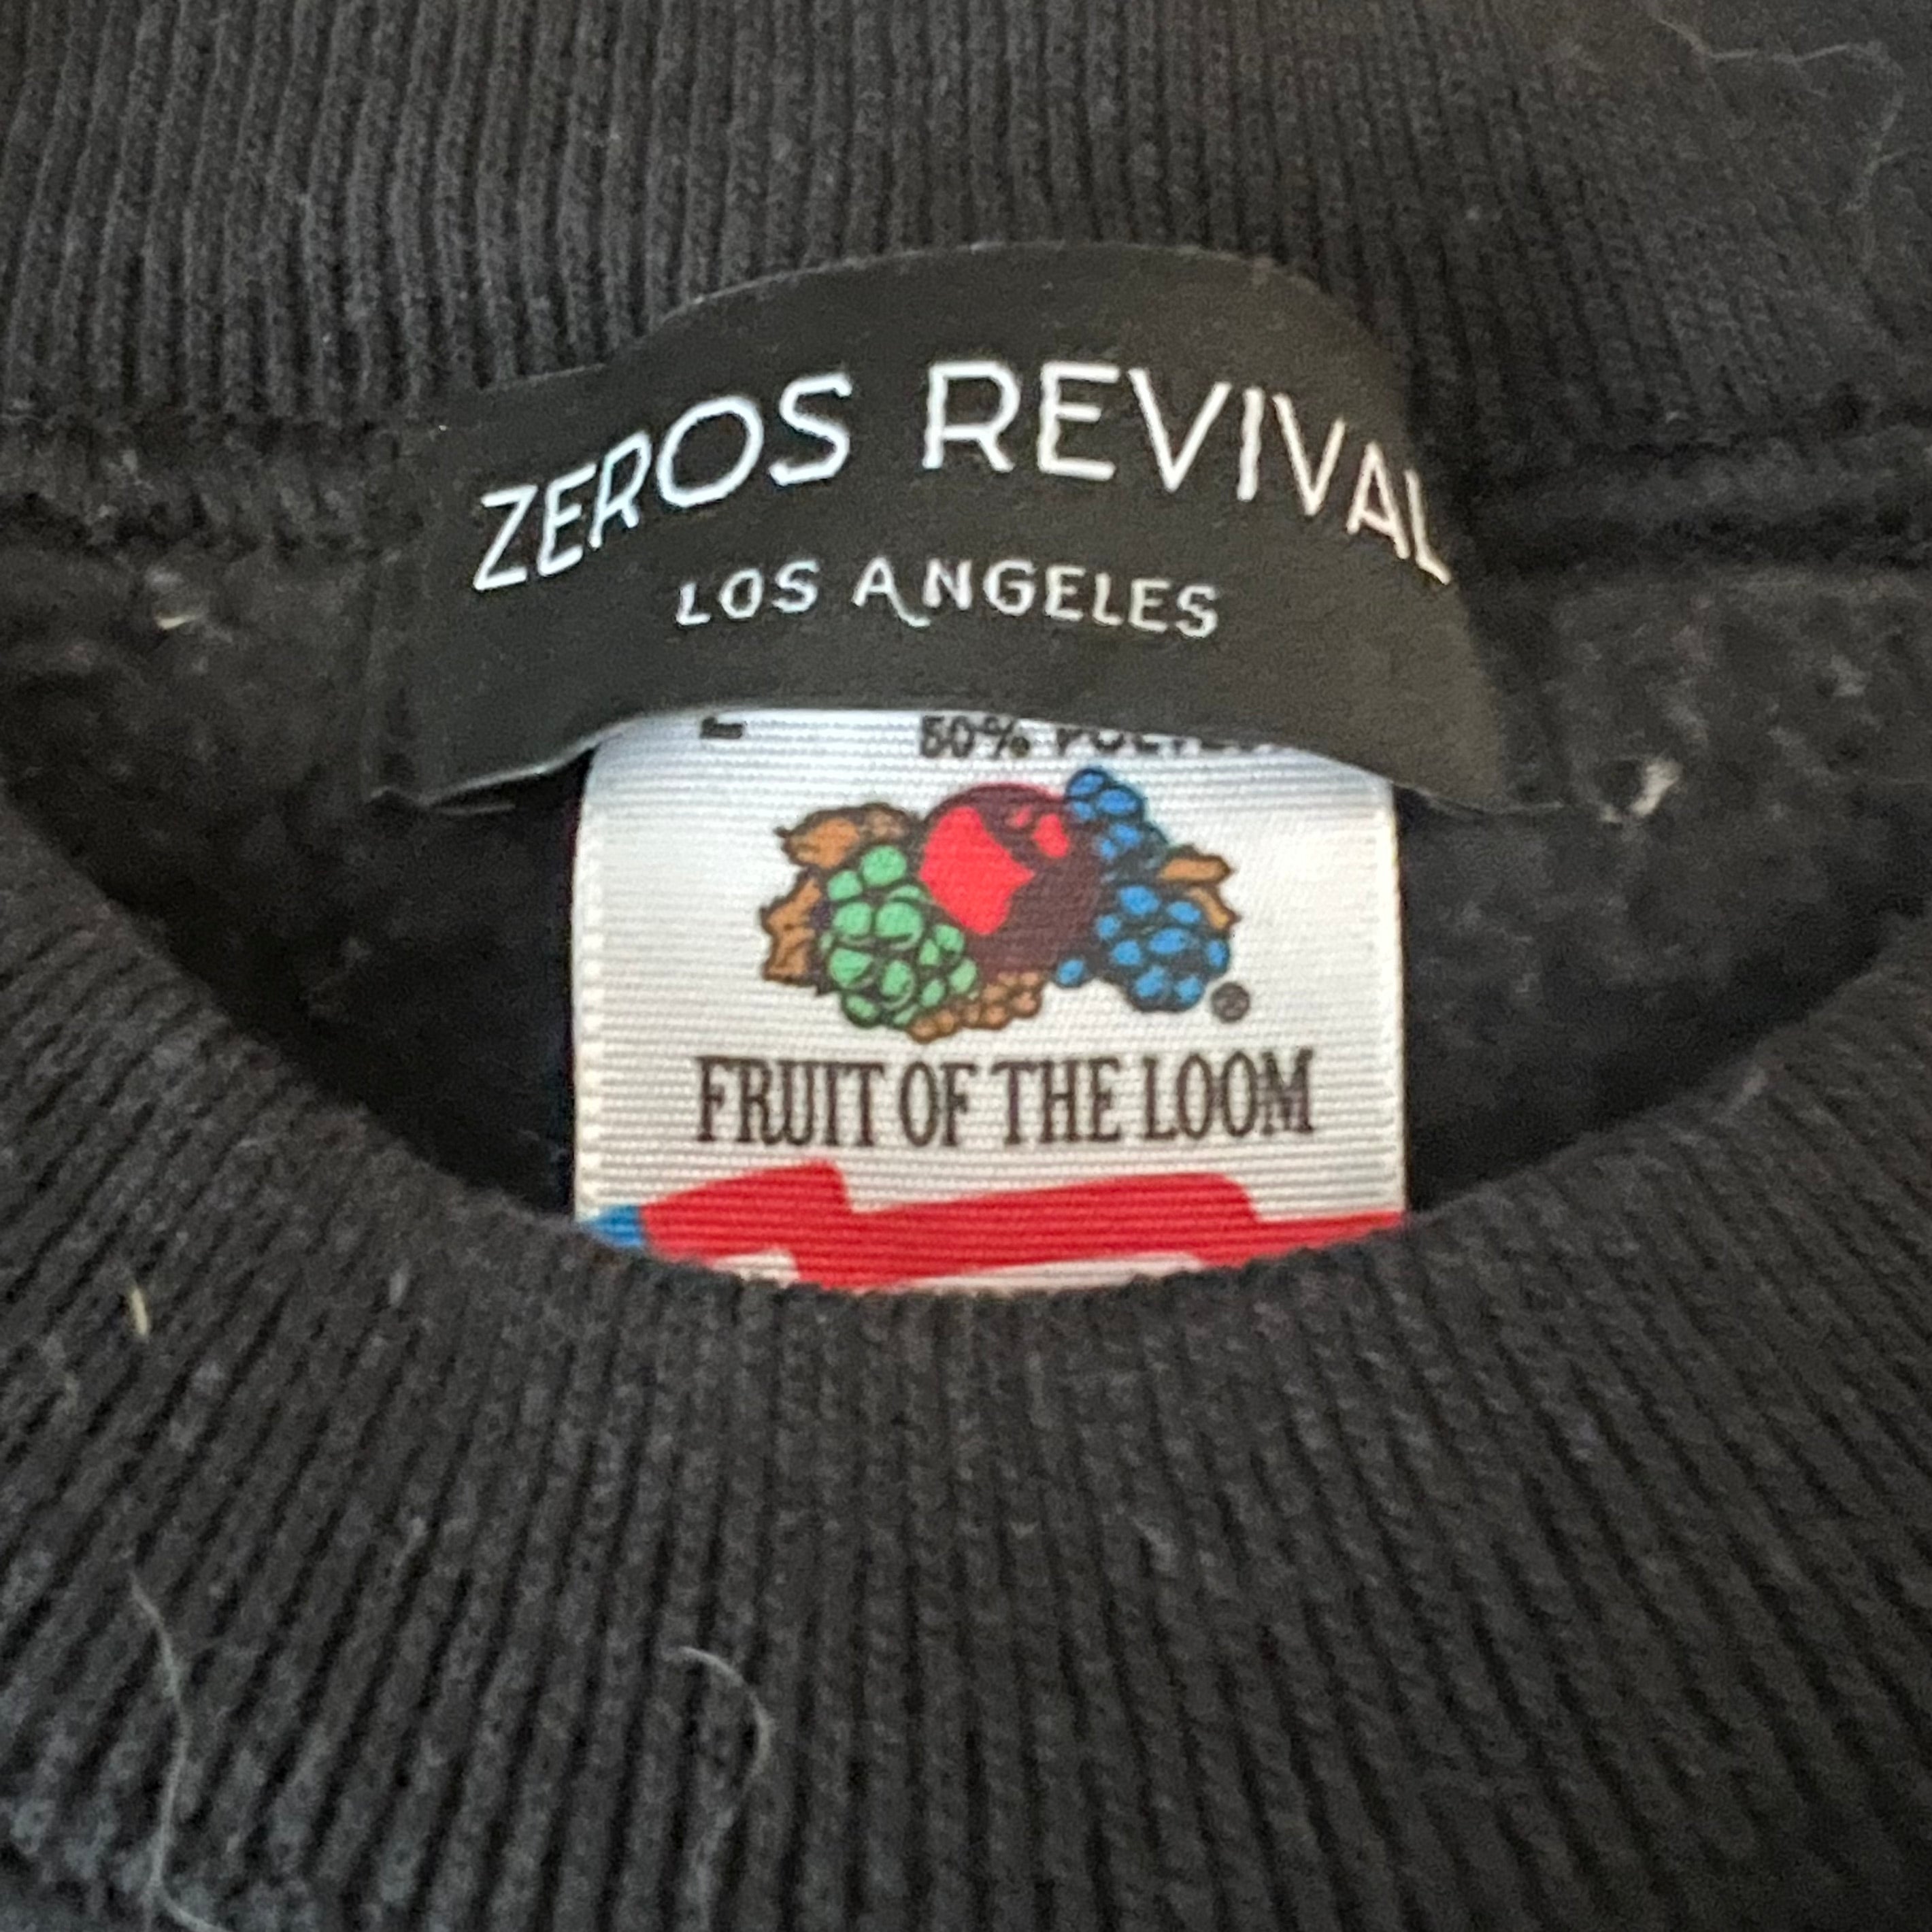 ZEROS REVIVAL
LOS ANGELES
50%
®
FRUIT OF THE LOOM